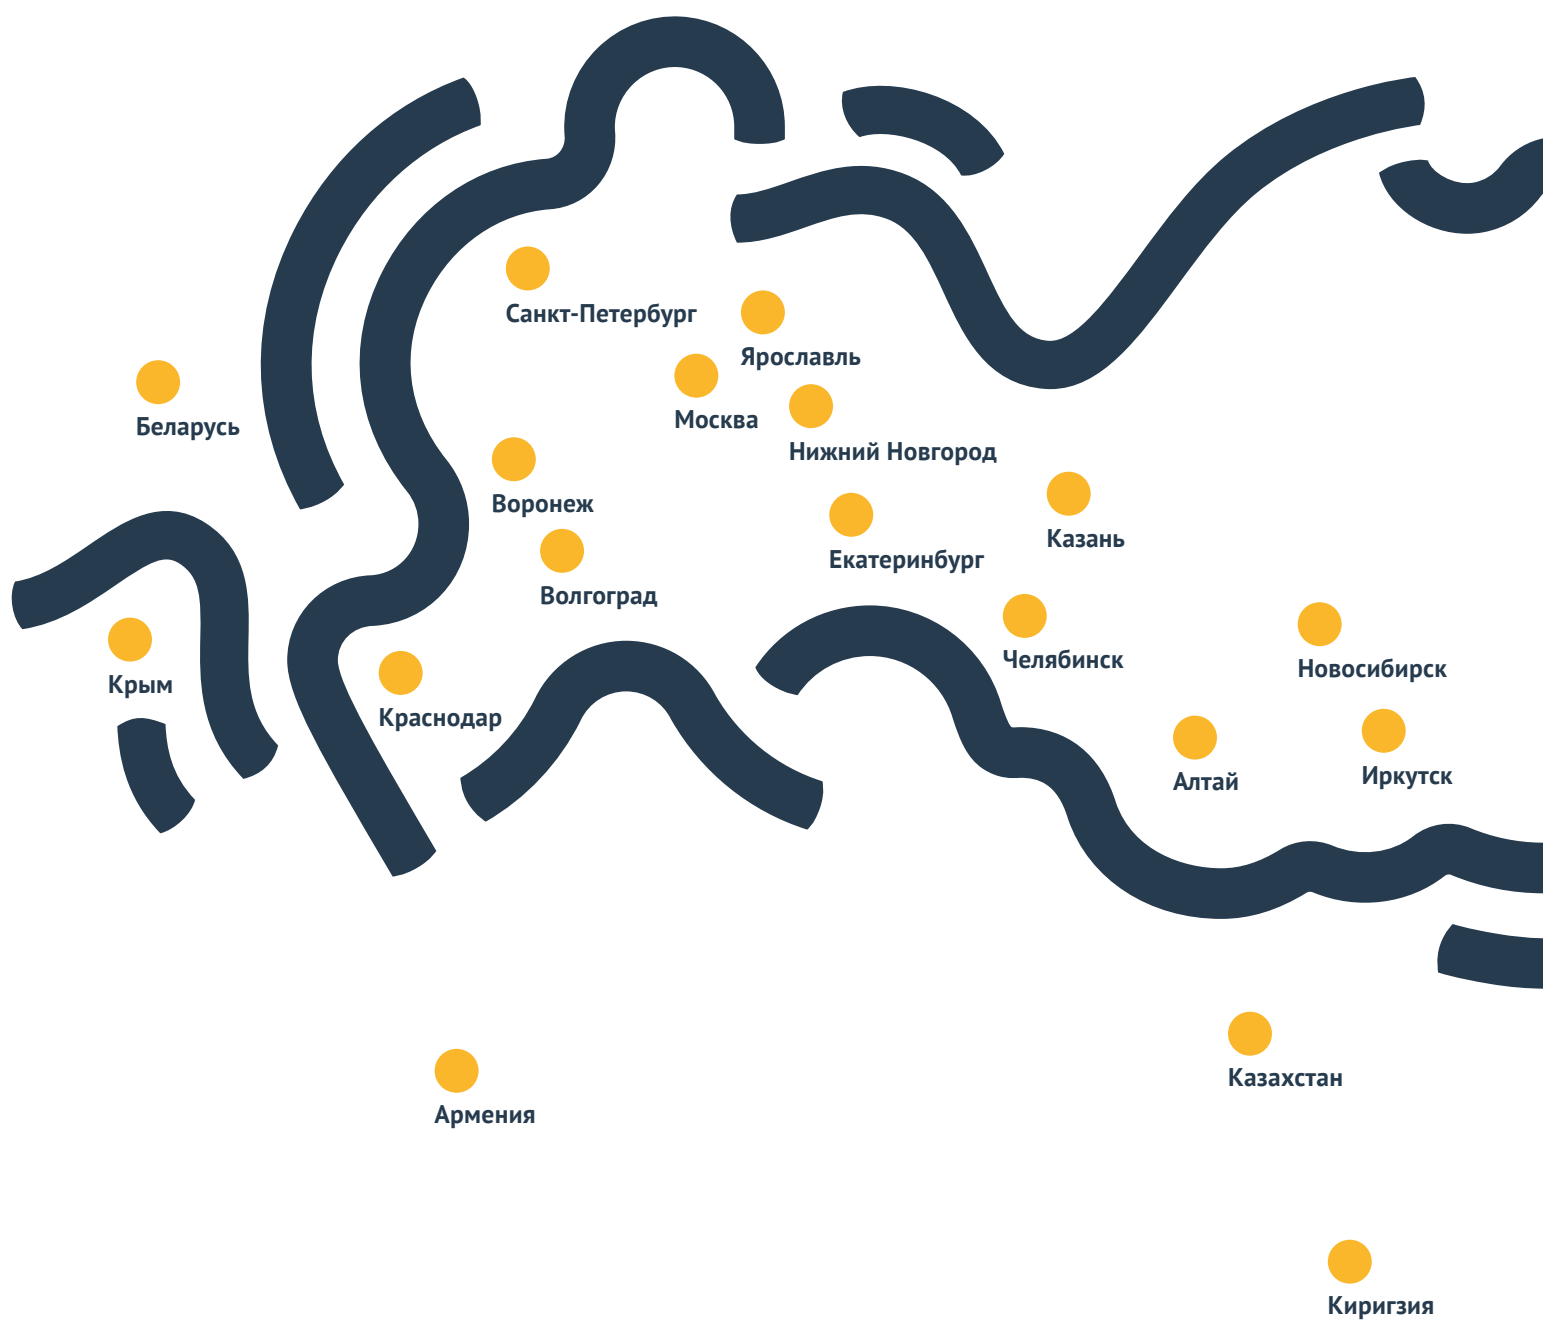 Санкт-Петербург
Ярославль
Москва
Беларусь
Нижний Новгород
Воронеж
Казань
Екатеринбург
Волгоград
Челябинск
Новосибирск
Крым
Краснодар
Иркутск
Алтай
Казахстан
Армения
Киригзия